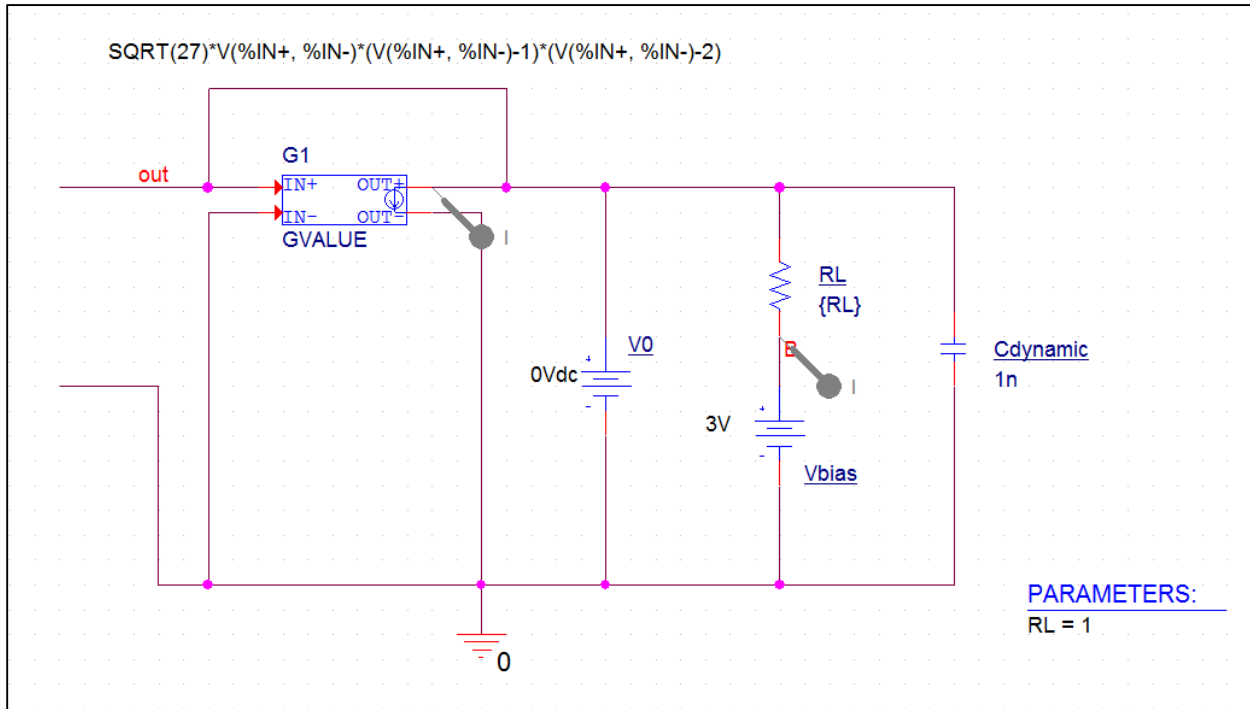 SQRT(27)*V(%IN+, %IN-)*(V(%IN+, %IN-)-1)*(V(%IN+, %IN-)-2)
out
G1
IN+ OUT+
IN- OUT-
GVALUE
I
V0
0Vdc
+
-
RL
{RL}
B
I
3V
+
-
Vbias
Cdynamic
1n
0
PARAMETERS:
RL = 1